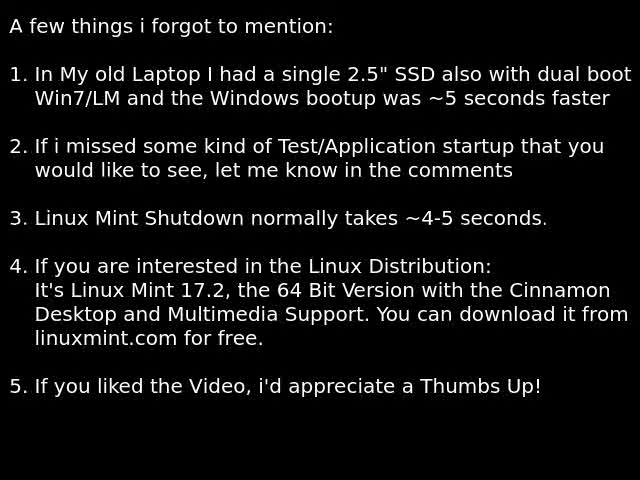 A few things i forgot to mention:
1. In My old Laptop I had a single 2.5" SSD also with dual boot
Win7/LM and the Windows bootup was ~5 seconds faster
2. If i missed some kind of Test/Application startup that you
would like to see, let me know in the comments
3. Linux Mint Shutdown normally takes ~4-5 seconds.
4. If you are interested in the Linux Distribution:
It's Linux Mint 17.2, the 64 Bit Version with the Cinnamon
Desktop and Multimedia Support. You can download it from
linuxmint.com for free.
5. If you liked the Video, i'd appreciate a Thumbs Up!